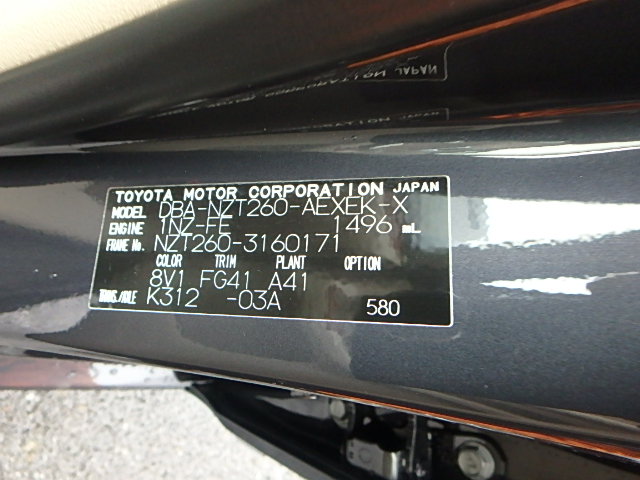 TOYOTA MOTOR CORPORATION JAPAN
MODEL DBA-NZT260-AEXEK-X
ENGINE 1NZ-FE 1496 mL
FRAME No. NZT260-3160171
COLOR TRIM PLANT OPTION
8V1 FG41 A41
TRANS./AXLE K312 -03A 580